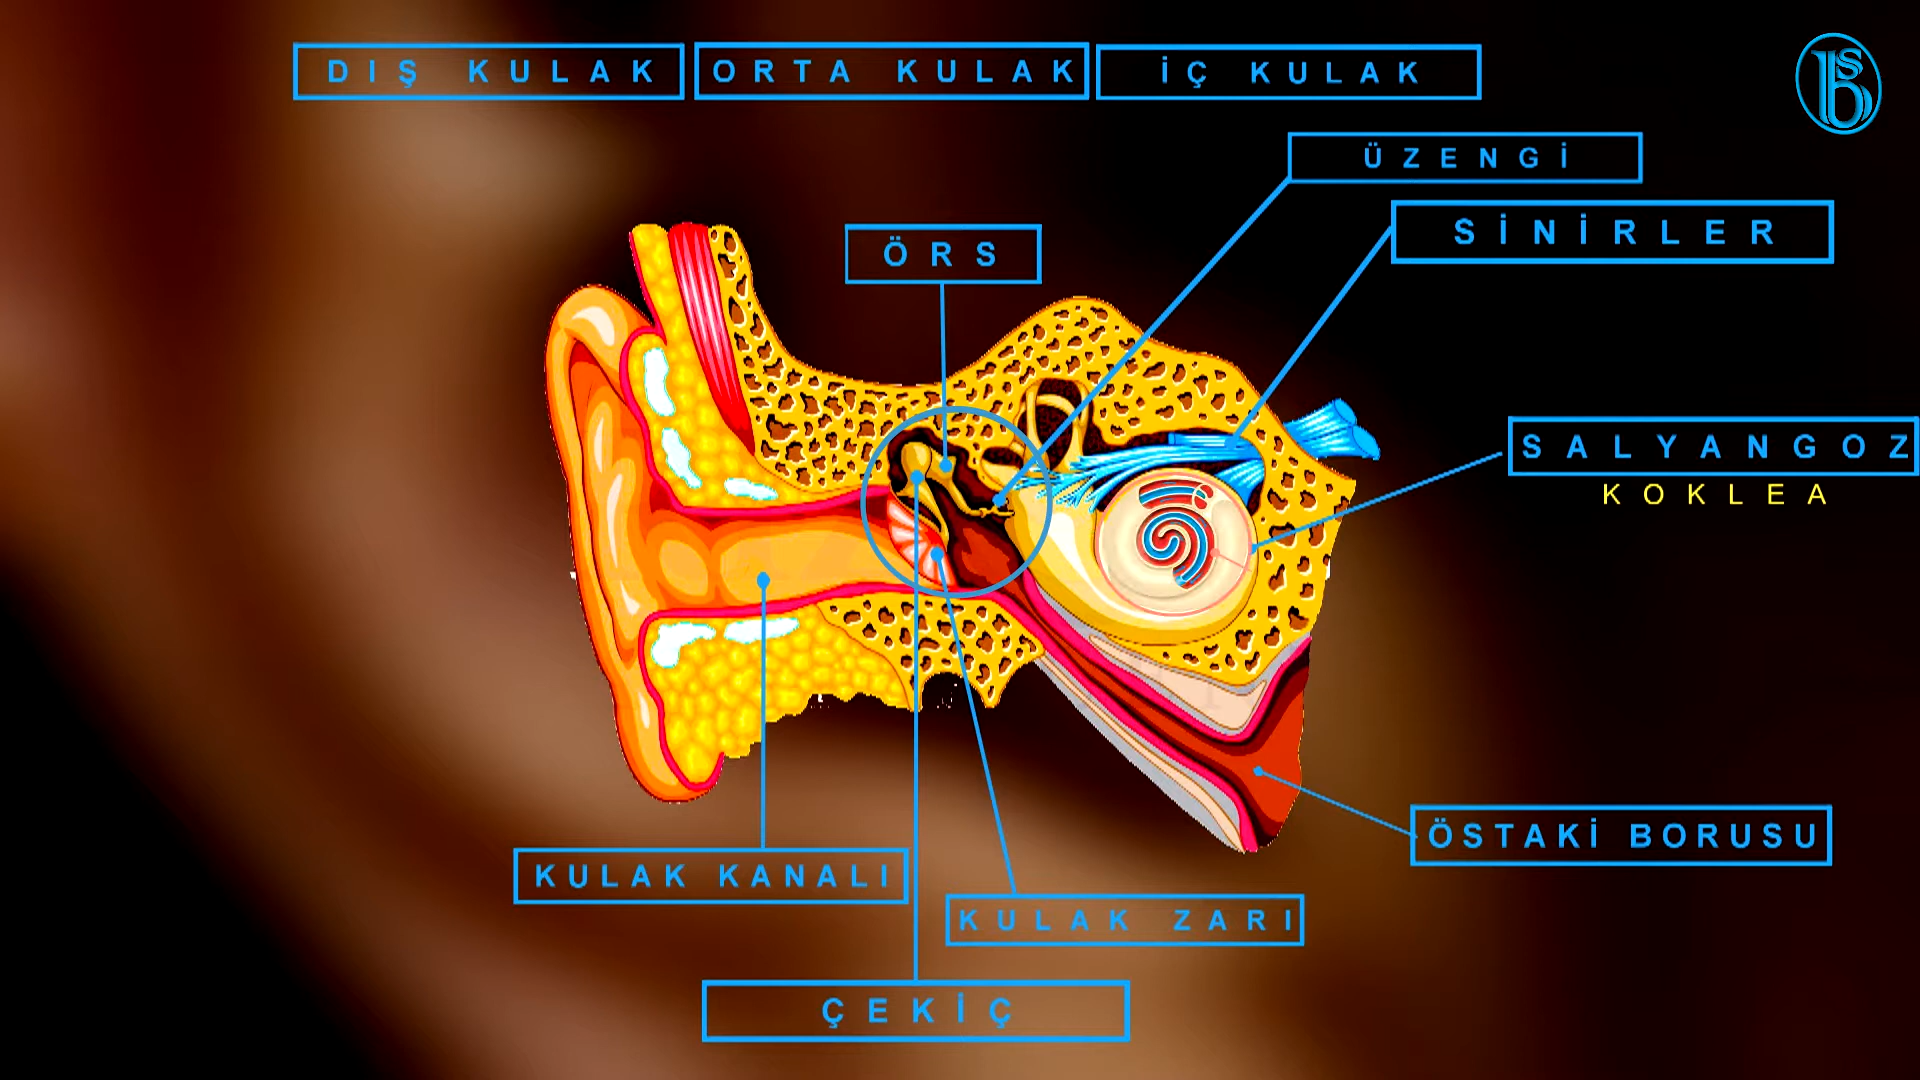 DIŞ KULAK
ORTA KULAK
İÇ KULAK
ÜZENGİ
SİNİRLER
ÖRS
SALYANGOZ
KOKLEA
ÖSTAKİ BORUSU
KULAK KANALI
KULAK ZARI
ÇEKİÇ